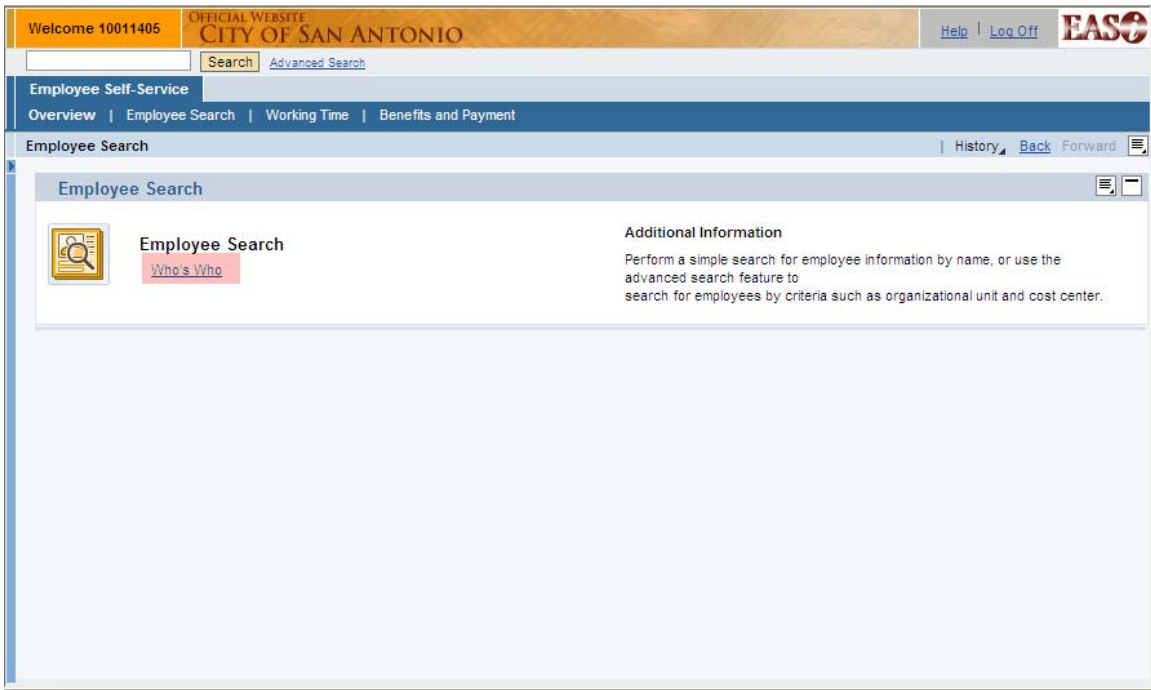 Welcome 10011405
OFFICIAL WEBSITE
CITY OF SAN ANTONIO
Help | Log Off
EASO
Search Advanced Search
Employee Self-Service
Overview | Employee Search | Working Time | Benefits and Payment
Employee Search
| History Back Forward
Employee Search
Employee Search
Who's Who
Additional Information
Perform a simple search for employee information by name, or use the
advanced search feature to
search for employees by criteria such as organizational unit and cost center.